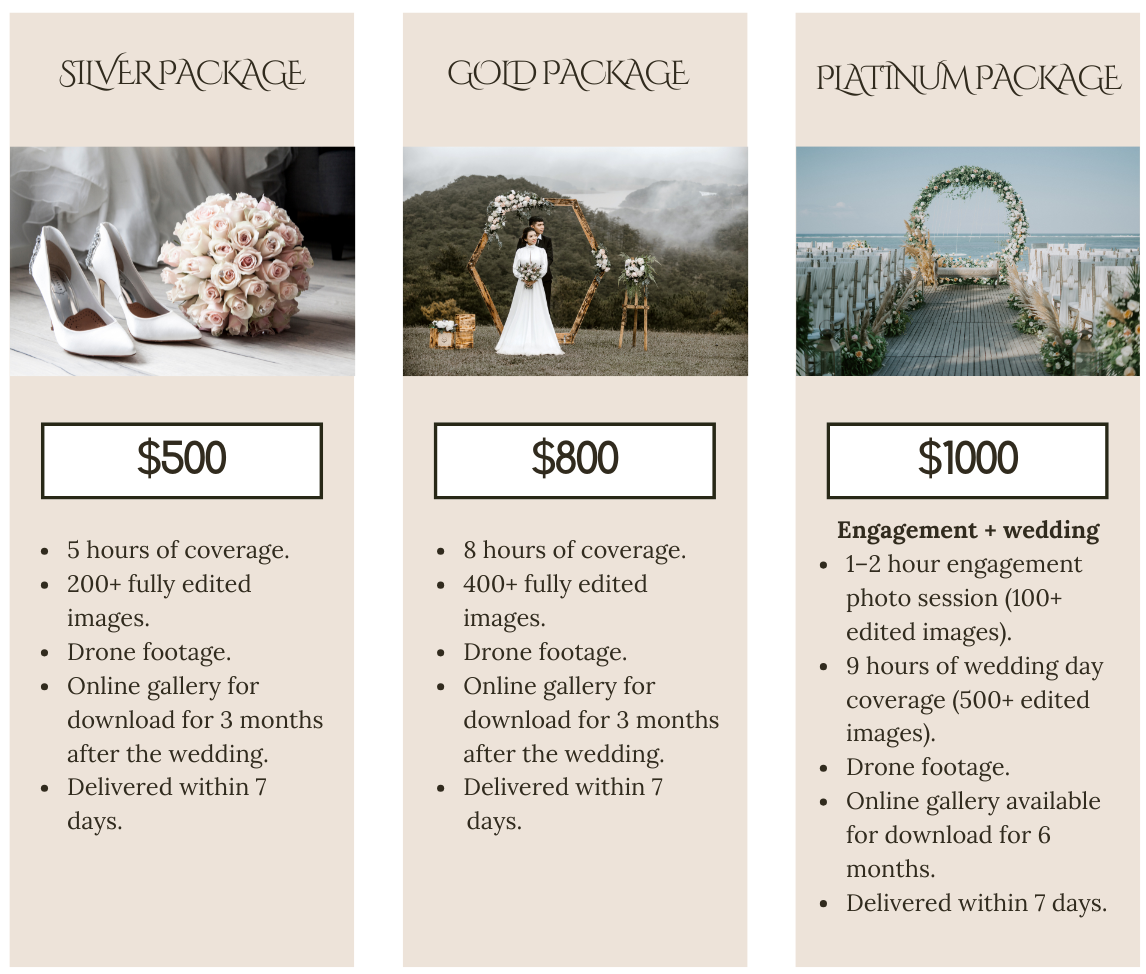 SILVER PACKAGE
$500
• 5 hours of coverage.
• 200+ fully edited
images.
• Drone footage.
• Online gallery for
download for 3 months
after the wedding.
• Delivered within 7
days.
GOLD PACKAGE
$800
• 8 hours of coverage.
• 400+ fully edited
images.
• Drone footage.
• Online gallery for
download for 3 months
after the wedding.
• Delivered within 7
days.
PLATINUM PACKAGE
$1000
Engagement + wedding
• 1–2 hour engagement
photo session (100+
edited images).
• 9 hours of wedding day
coverage (500+ edited
images).
• Drone footage.
• Online gallery available
for download for 6
months.
• Delivered within 7 days.